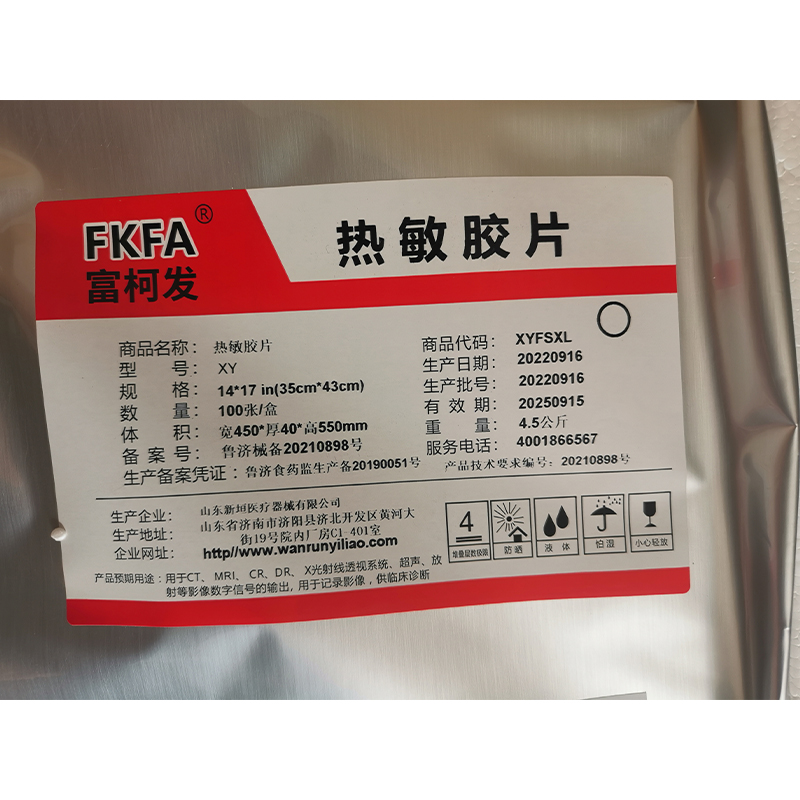 FKFA®
富柯发
热敏胶片
商品名称： 热敏胶片
型 号： XY
规 格： 14*17 in(35cm*43cm)
数 量： 100张/盒
体 积： 宽450*厚40*高550mm
备 案 号： 鲁济械备20210898号
生产备案凭证： 鲁济食药监生产备20190051号
商品代码： XYFSXL
生产日期： 20220916
生产批号： 20220916
有 效 期： 20250915
重 量： 4.5公斤
服务电话： 4001866567
产品技术要求编号： 20210898号
生产企业： 山东新垣医疗器械有限公司
生产地址： 山东省济南市济阳县济北开发区黄河大
街19号院内厂房C1-401室
企业网址： http//www.wanrunyiliao.com
产品预期用途：用于CT、MRI、CR、DR、X光射线透视系统、超声、放
射等影像数字信号的输出，用于记录影像，供临床诊断
4
堆叠层数极限
防晒
液体
怕湿
小心轻放